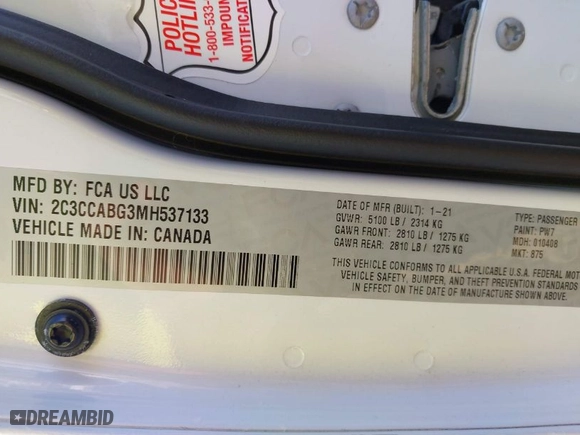 POLICE
HOTLINE
1-800-533-
IMPOUN
NOTIFICAT
MFD BY: FCA US LLC
VIN: 2C3CCABG3MH537133
VEHICLE MADE IN: CANADA
DATE OF MFR (BUILT): 1-21
GVWR: 5100 LB / 2314 KG
GAWR FRONT: 2810 LB / 1275 KG
GAWR REAR: 2810 LB / 1275 KG
TYPE: PASSENGER
PAINT: PW7
MDH: 010408
MKT: 875
THIS VEHICLE CONFORMS TO ALL APPLICABLE U.S.A. FEDERAL MOT
VEHICLE SAFETY, BUMPER, AND THEFT PREVENTION STANDARDS
IN EFFECT ON THE DATE OF MANUFACTURE SHOWN ABOVE.
DREAMBID